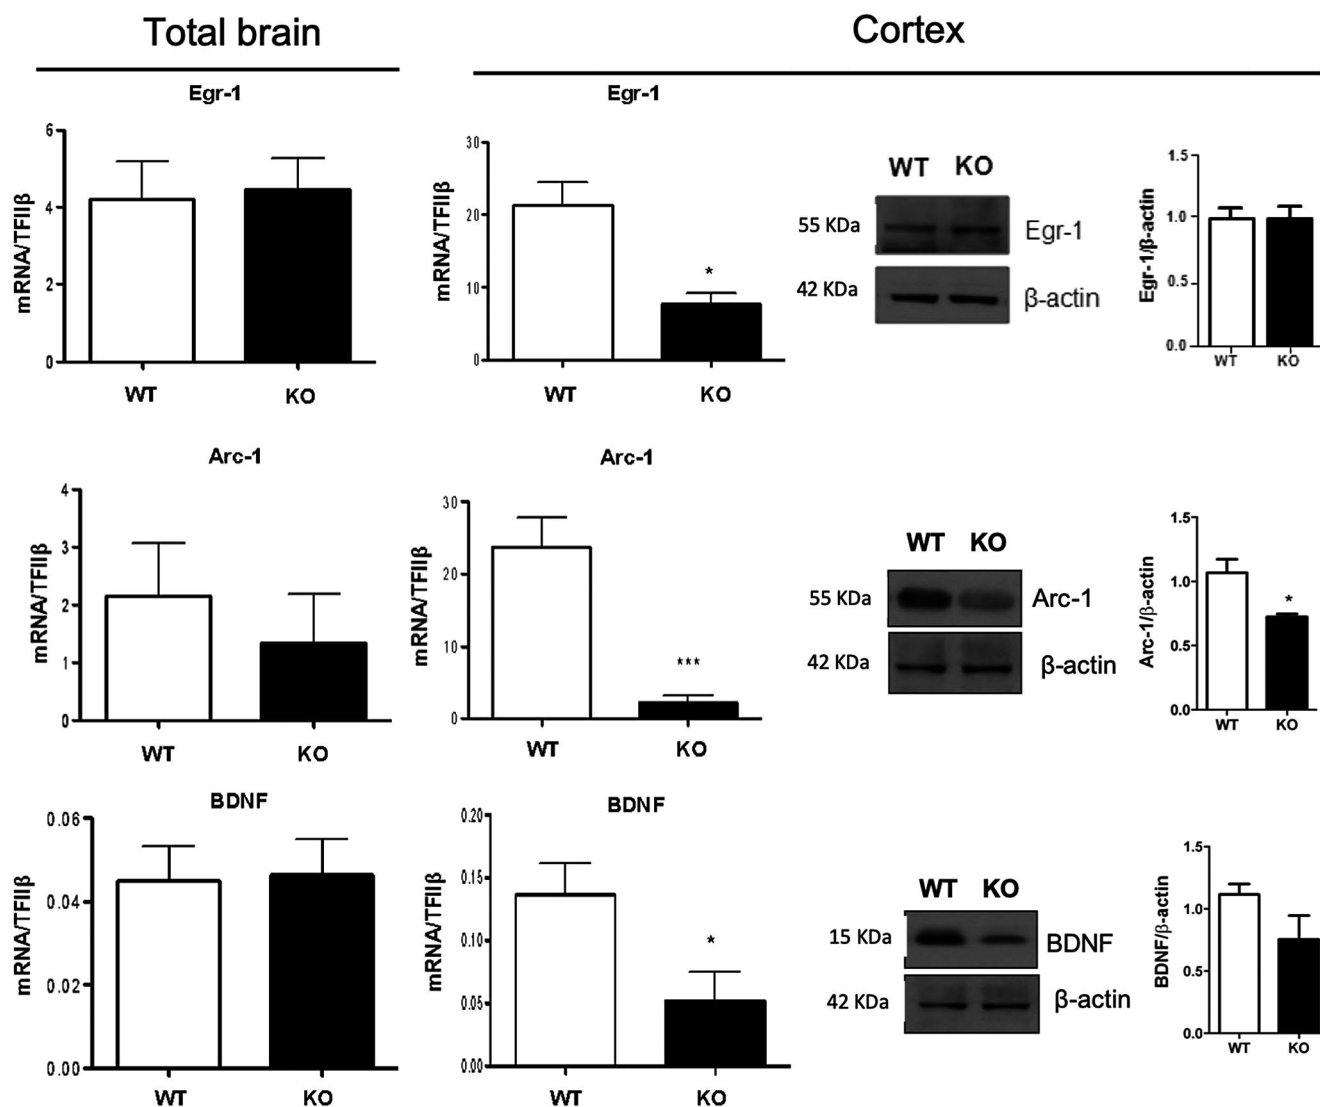 Total brain
Cortex
Egr-1
6
4
2
0
mRNA/TFIIβ
WT
KO
Egr-1
30
20
10
0
mRNA/TFIIβ
*
WT
KO
WT KO
55 KDa
Egr-1
42 KDa
β-actin
1.5
1.0
0.5
0.0
Egr-1/β-actin
WT
KO
Arc-1
4
3
2
1
0
mRNA/TFIIβ
WT
KO
Arc-1
30
20
10
0
mRNA/TFIIβ
***
WT
KO
WT KO
55 KDa
Arc-1
42 KDa
β-actin
1.5
1.0
0.5
0.0
Arc-1/β-actin
*
WT
KO
BDNF
0.06
0.04
0.02
0.00
mRNA/TFIIβ
WT
KO
BDNF
0.20
0.15
0.10
0.05
0.00
mRNA/TFIIβ
*
WT
KO
WT KO
15 KDa
BDNF
42 KDa
β-actin
1.5
1.0
0.5
0.0
BDNF/β-actin
WT
KO